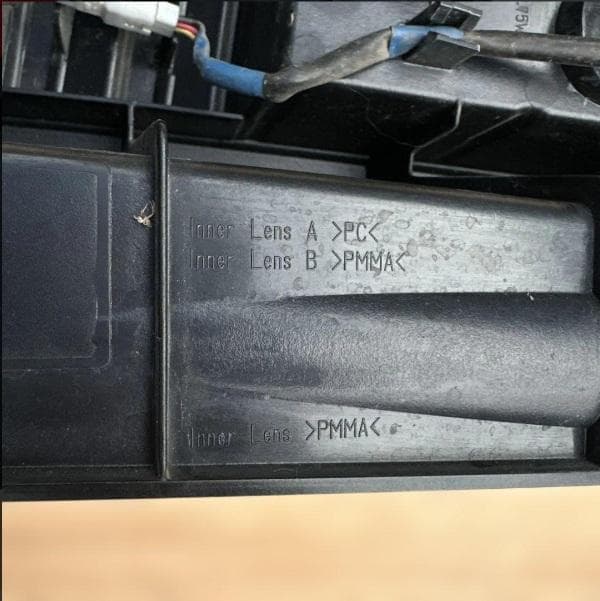 Inner Lens A >PC<
Inner Lens B >PMMA<
Inner Lens >PMMA<